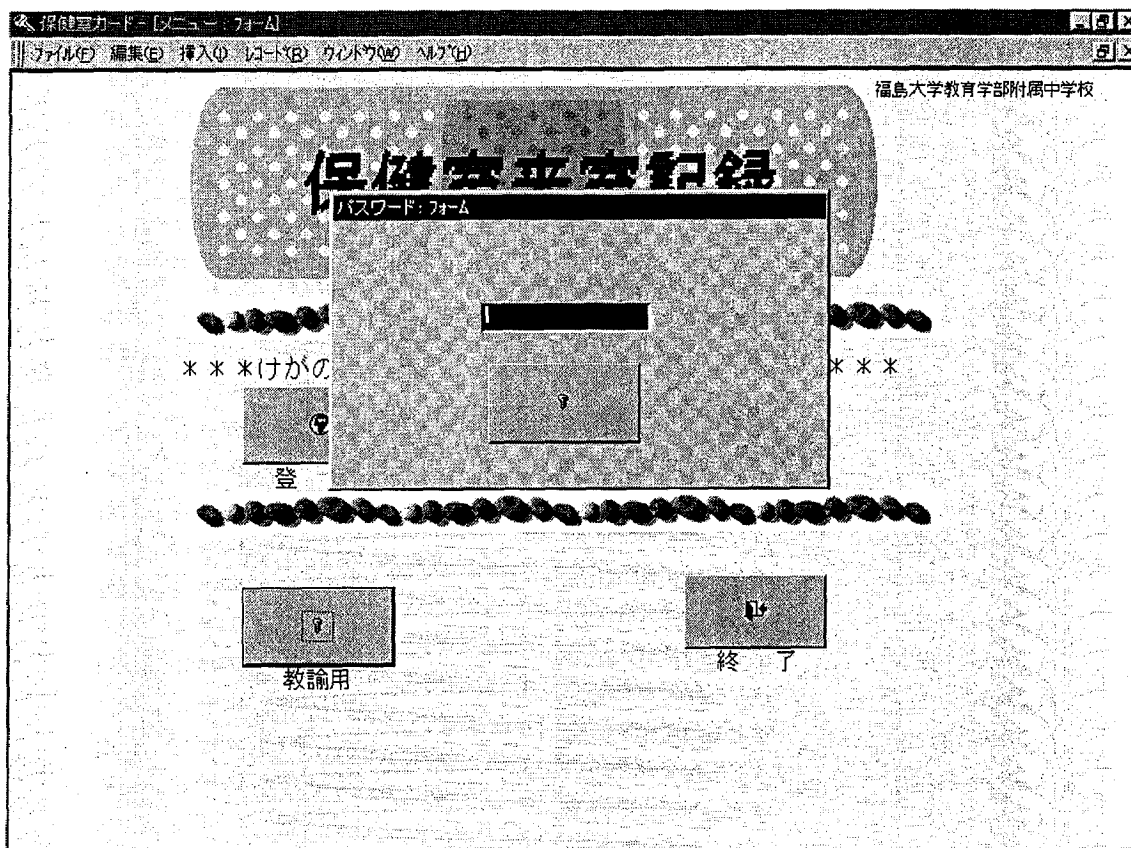 保健室カード - [メニュー : フォーム]
ファイル(F) 編集(E) 挿入(I) レコード(R) ウィンドウ(W) ヘルプ(H)
福島大学教育学部附属中学校
保健室来室記録
パスワード : フォーム
***けがの
***
登
教諭用
終 了